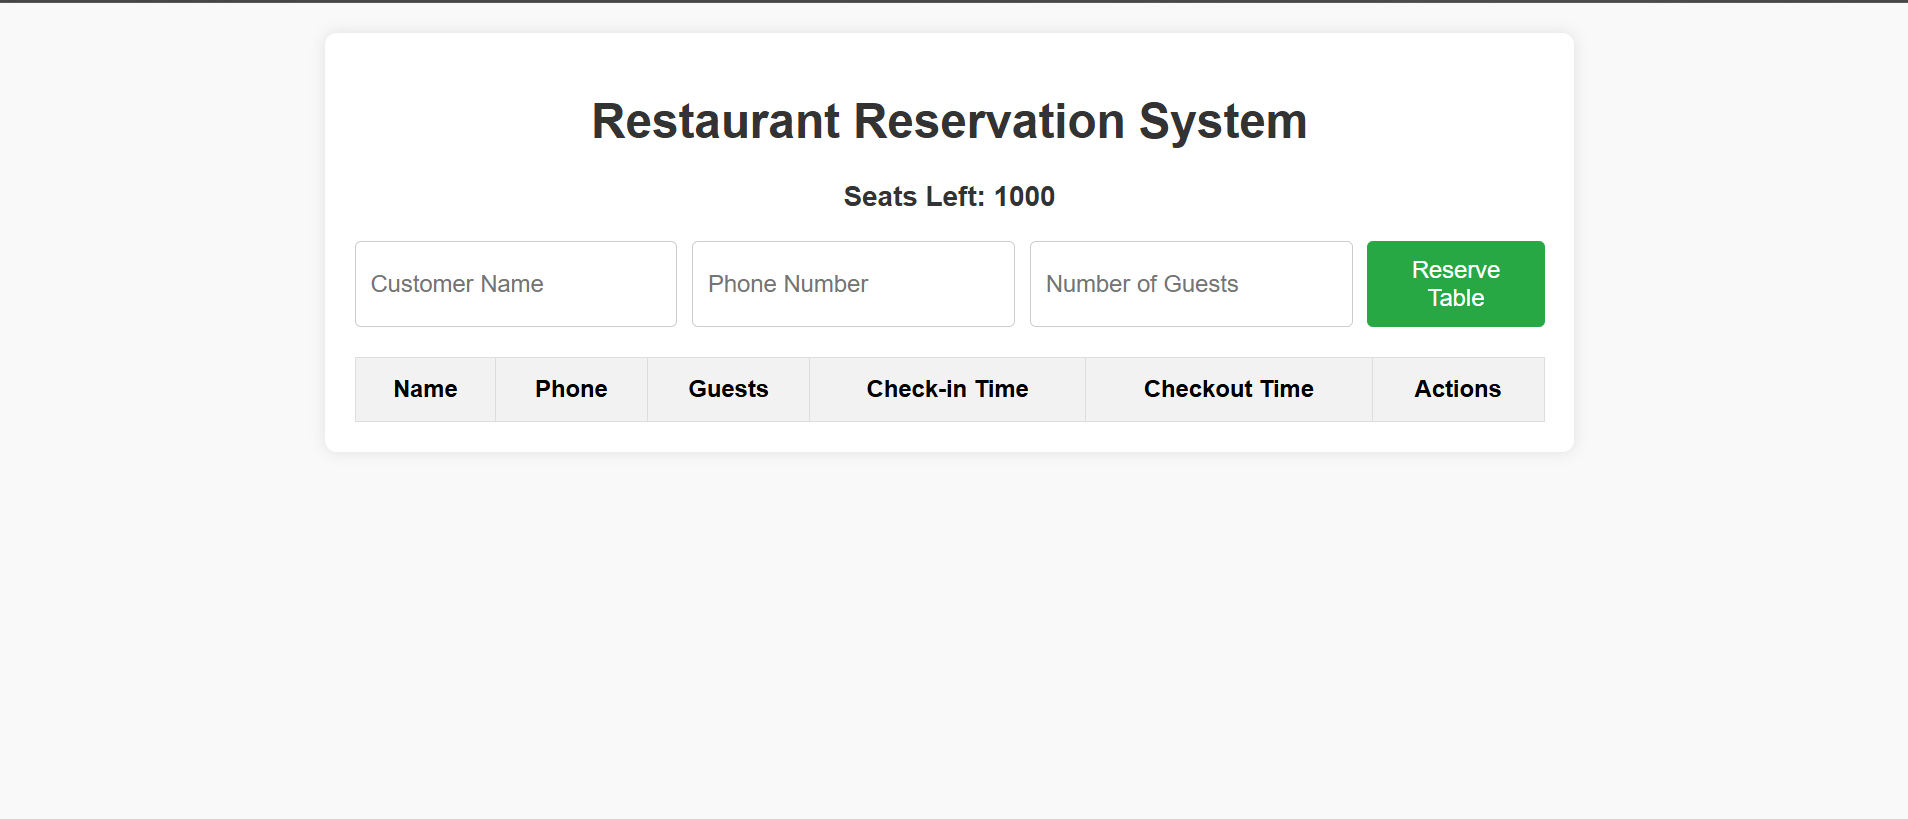 Restaurant Reservation System
Seats Left: 1000
Customer Name
Phone Number
Number of Guests
Reserve
Table
Name
Phone
Guests
Check-in Time
Checkout Time
Actions